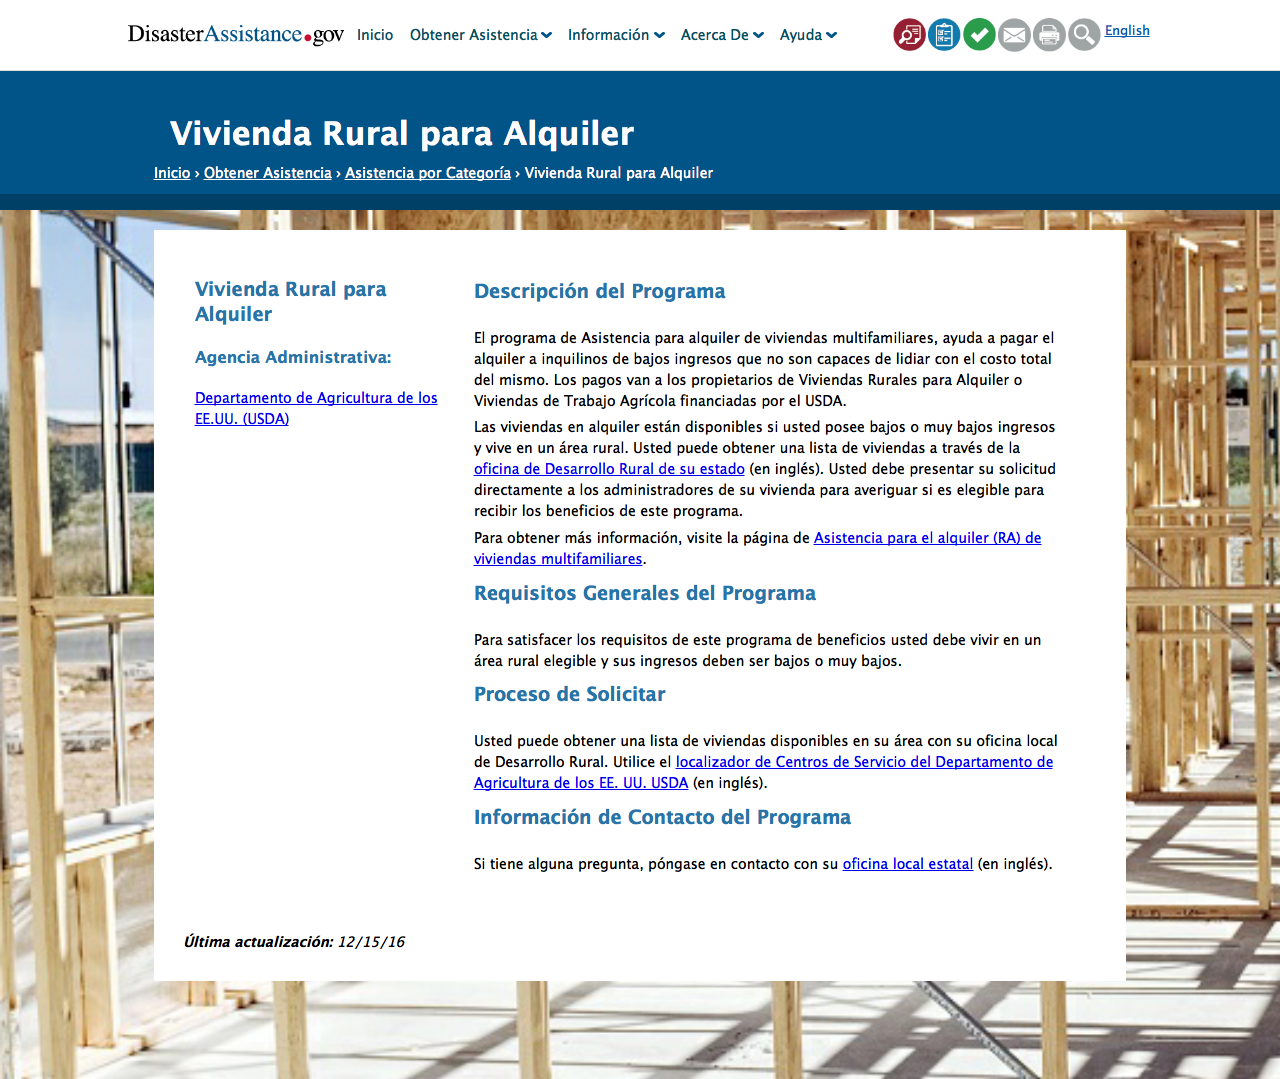 DisasterAssistance.gov Inicio Obtener Asistencia Información Acerca De Ayuda English
Vivienda Rural para Alquiler
Inicio › Obtener Asistencia › Asistencia por Categoría › Vivienda Rural para Alquiler
Vivienda Rural para
Alquiler
Agencia Administrativa:
Departamento de Agricultura de los
EE.UU. (USDA)
Descripción del Programa
El programa de Asistencia para alquiler de viviendas multifamiliares, ayuda a pagar el
alquiler a inquilinos de bajos ingresos que no son capaces de lidiar con el costo total
del mismo. Los pagos van a los propietarios de Viviendas Rurales para Alquiler o
Viviendas de Trabajo Agrícola financiadas por el USDA.
Las viviendas en alquiler están disponibles si usted posee bajos o muy bajos ingresos
y vive en un área rural. Usted puede obtener una lista de viviendas a través de la
oficina de Desarrollo Rural de su estado (en inglés). Usted debe presentar su solicitud
directamente a los administradores de su vivienda para averiguar si es elegible para
recibir los beneficios de este programa.
Para obtener más información, visite la página de Asistencia para el alquiler (RA) de
viviendas multifamiliares.
Requisitos Generales del Programa
Para satisfacer los requisitos de este programa de beneficios usted debe vivir en un
área rural elegible y sus ingresos deben ser bajos o muy bajos.
Proceso de Solicitar
Usted puede obtener una lista de viviendas disponibles en su área con su oficina local
de Desarrollo Rural. Utilice el localizador de Centros de Servicio del Departamento de
Agricultura de los EE. UU. USDA (en inglés).
Información de Contacto del Programa
Si tiene alguna pregunta, póngase en contacto con su oficina local estatal (en inglés).
Última actualización: 12/15/16